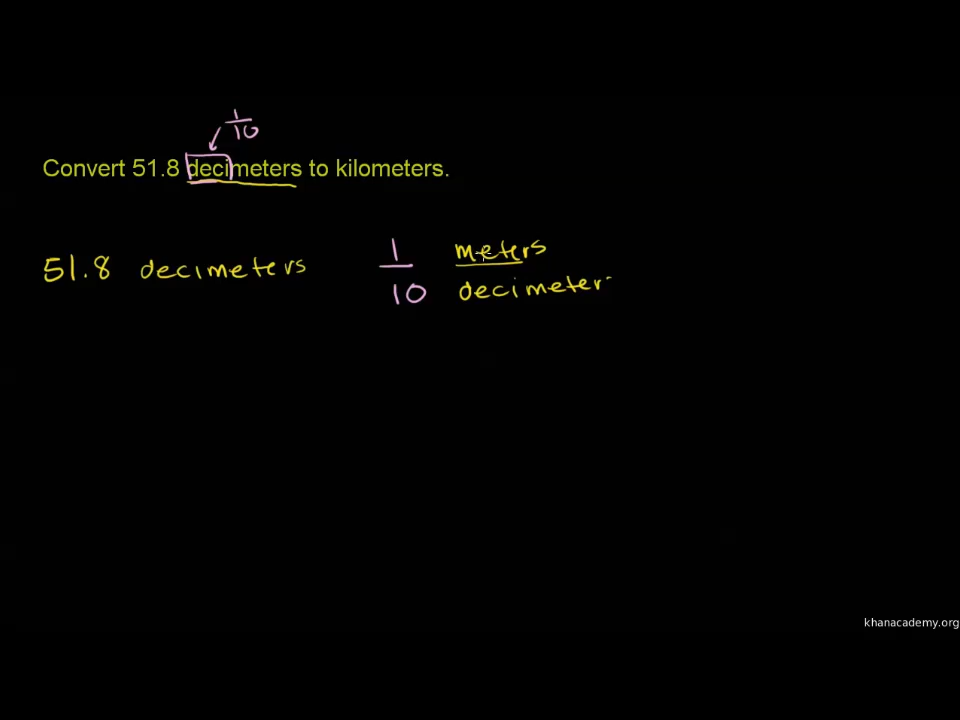 1
10
Convert 51.8 decimeters to kilometers.
51.8 decimeters 1 meters
10 decimeter
khanacademy.org